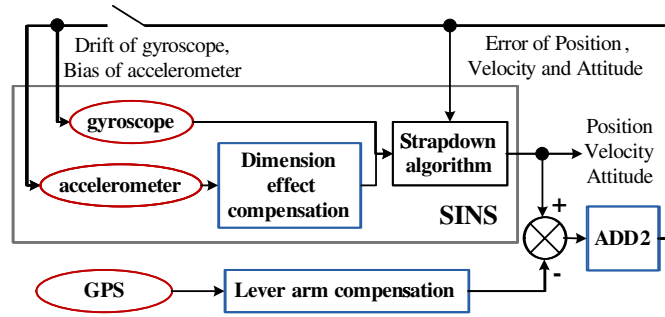 Drift of gyroscope,
Bias of accelerometer
Error of Position ,
Velocity and Attitude
gyroscope
accelerometer
Dimension
effect
compensation
Strapdown
algorithm
SINS
Position
Velocity
Attitude
+
-
ADD2
GPS
Lever arm compensation